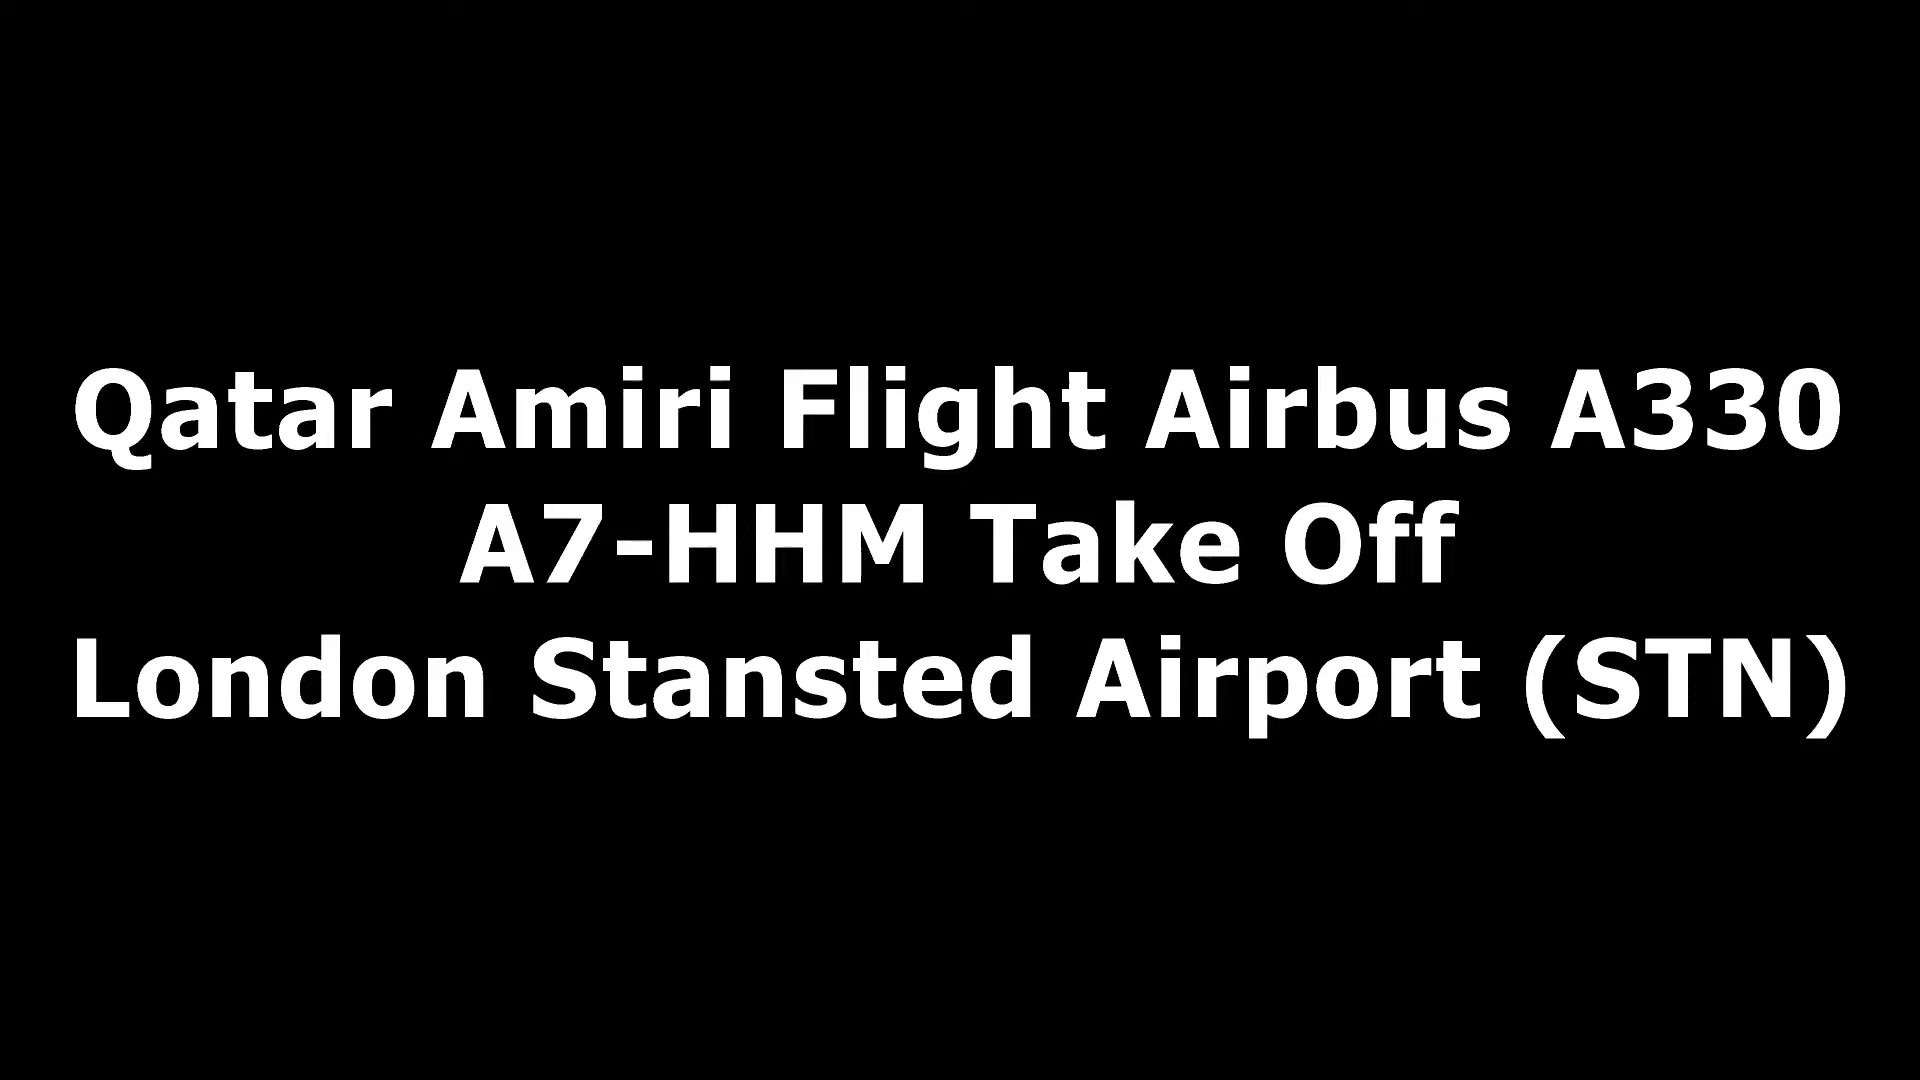 Qatar Amiri Flight Airbus A330
A7-HHM Take Off
London Stansted Airport (STN)